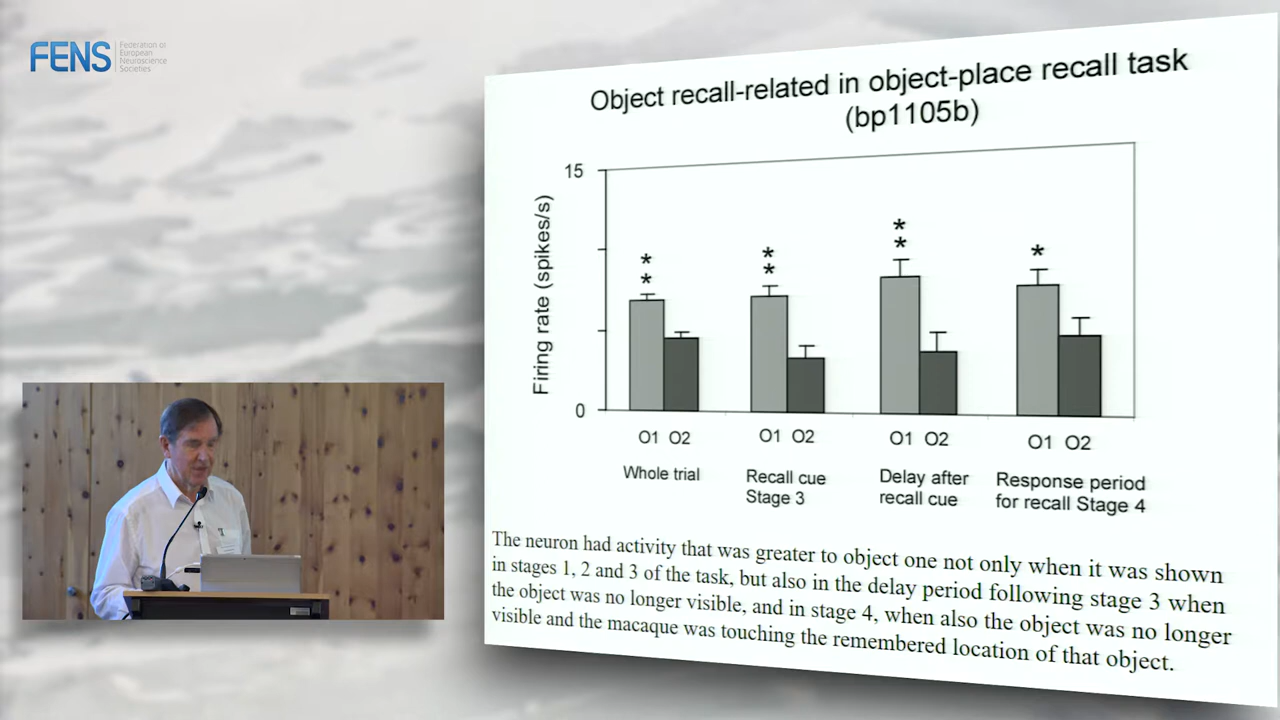 FENS
Federation of
European
Neuroscience
Societies
Object recall-related in object-place recall task
(bp1105b)
Firing rate (spikes/s)
15
0
* * * * * * *
O1 O2 O1 O2 O1 O2 O1 O2
Whole trial
Recall cue
Stage 3
Delay after
recall cue
Response period
for recall Stage 4
The neuron had activity that was greater to object one not only when it was shown
in stages 1, 2 and 3 of the task, but also in the delay period following stage 3 when
the object was no longer visible, and in stage 4, when also the object was no longer
visible and the macaque was touching the remembered location of that object.